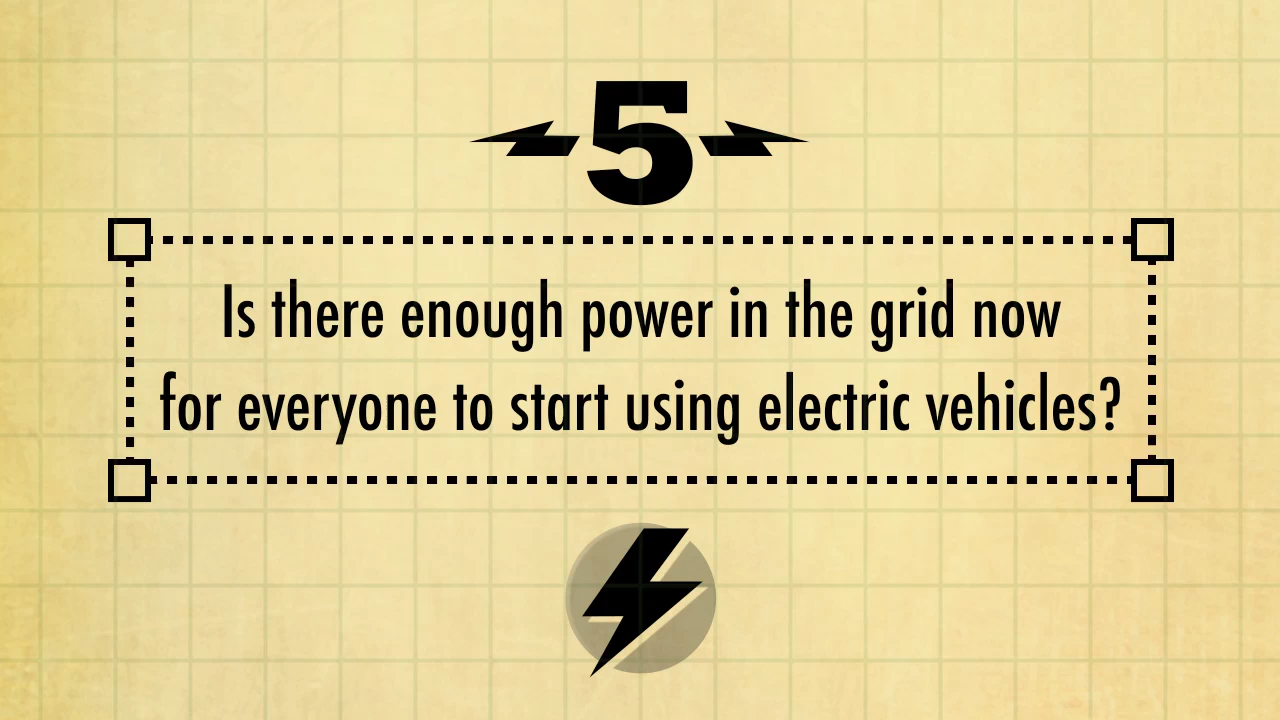 5
Is there enough power in the grid now
for everyone to start using electric vehicles?